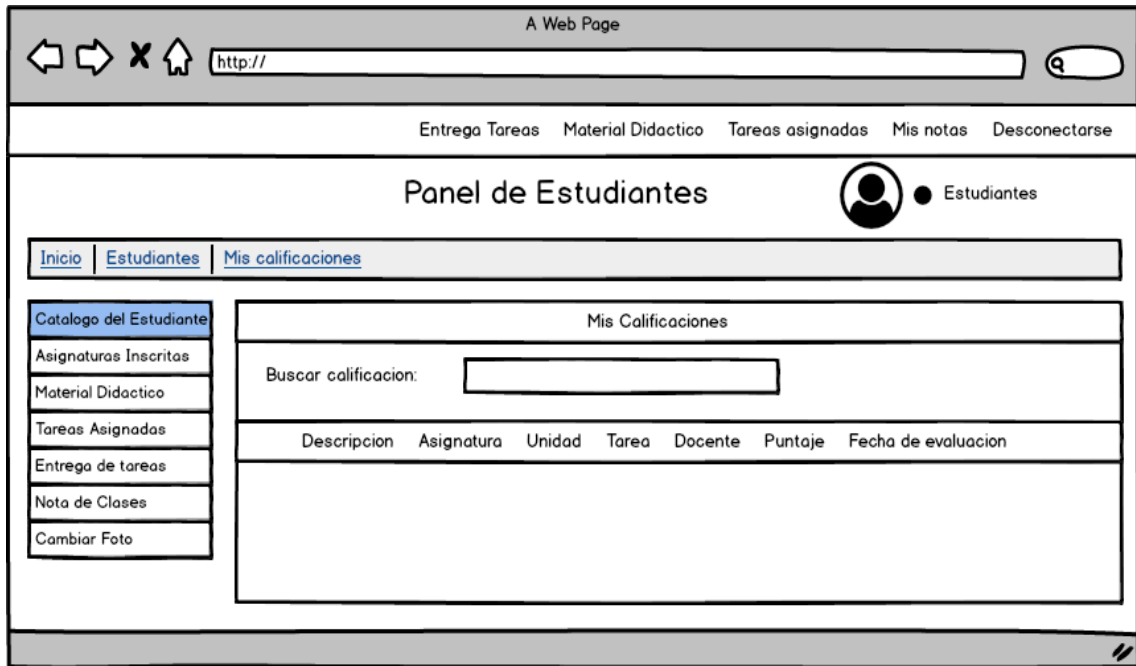 A Web Page
http://
Entrega Tareas Material Didactico Tareas asignadas Mis notas Desconectarse
Panel de Estudiantes
Estudiantes
Inicio Estudiantes Mis calificaciones
Catalogo del Estudiante
Asignaturas Inscritas
Material Didactico
Tareas Asignadas
Entrega de tareas
Nota de Clases
Cambiar Foto
Mis Calificaciones
Buscar calificacion:
Descripcion Asignatura Unidad Tarea Docente Puntaje Fecha de evaluacion